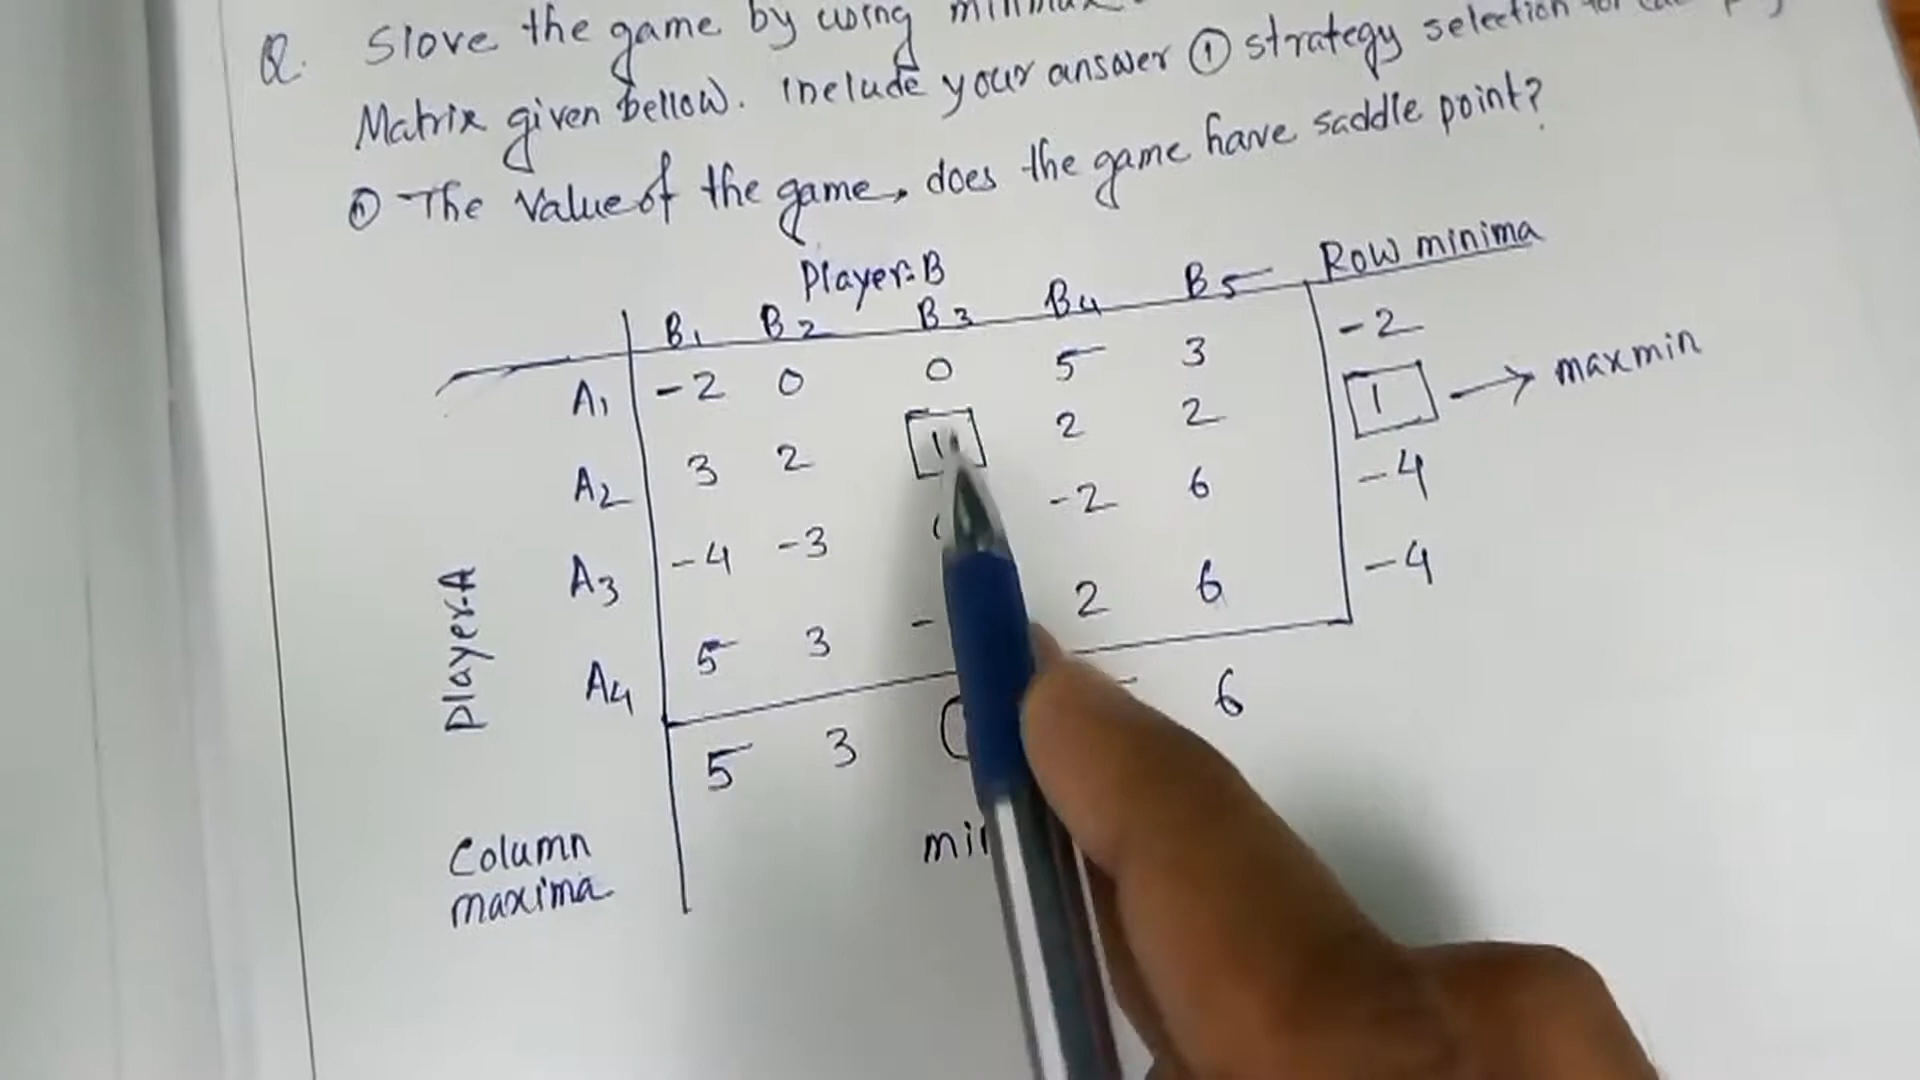 Q. Slove the game by using
Matrix given bellow. Include your answer ① strategy selection for
⑪ The Value of the game, does the game have saddle point?
Player:B
B1 B2 B3 B4 B5 Row minima
A1 -2 0 0 5 3 -2
A2 3 2 1 2 2 1 → maxmin
A3 -4 -3 -2 6 -4
A4 5 3 - 2 6 -4
Player-A
5 3 6
Column
maxima